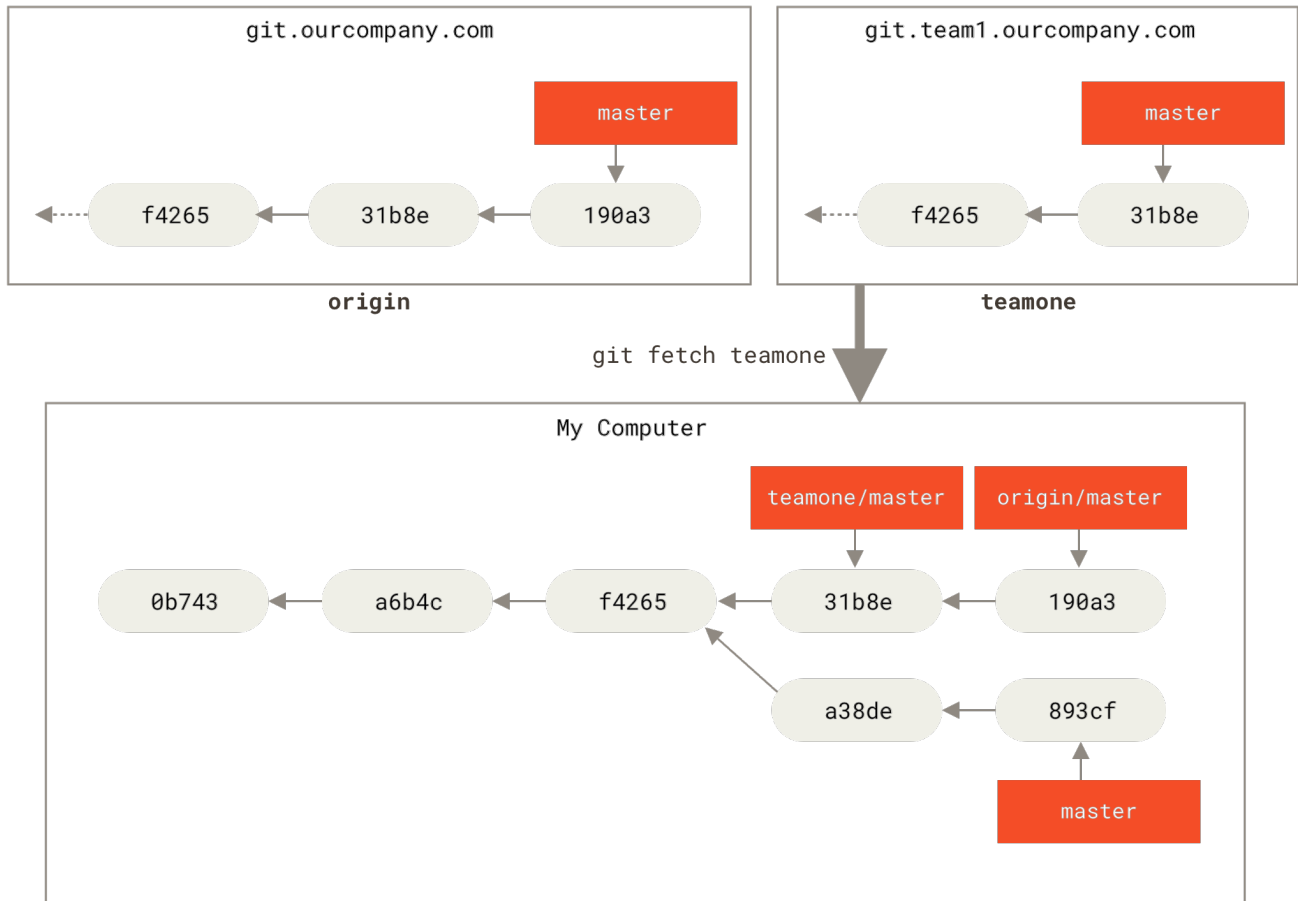 git.ourcompany.com
master
f4265 31b8e 190a3
origin
git.team1.ourcompany.com
master
f4265 31b8e
teamone
git fetch teamone
My Computer
teamone/master origin/master
0b743 a6b4c f4265 31b8e 190a3
a38de 893cf
master